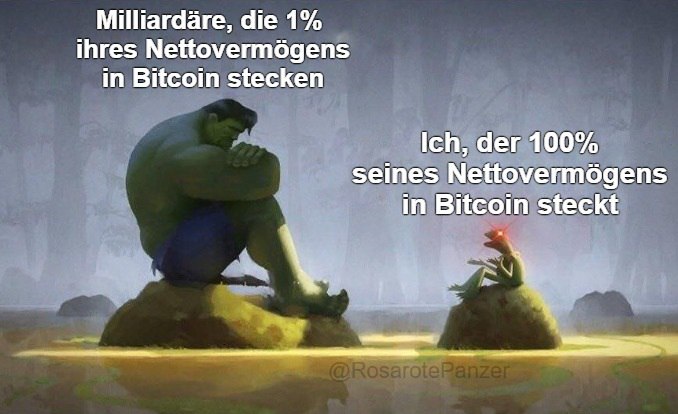 Milliardäre, die 1%
ihres Nettovermögens
in Bitcoin stecken
Ich, der 100%
seines Nettovermögens
in Bitcoin steckt
@RosarotePanzer